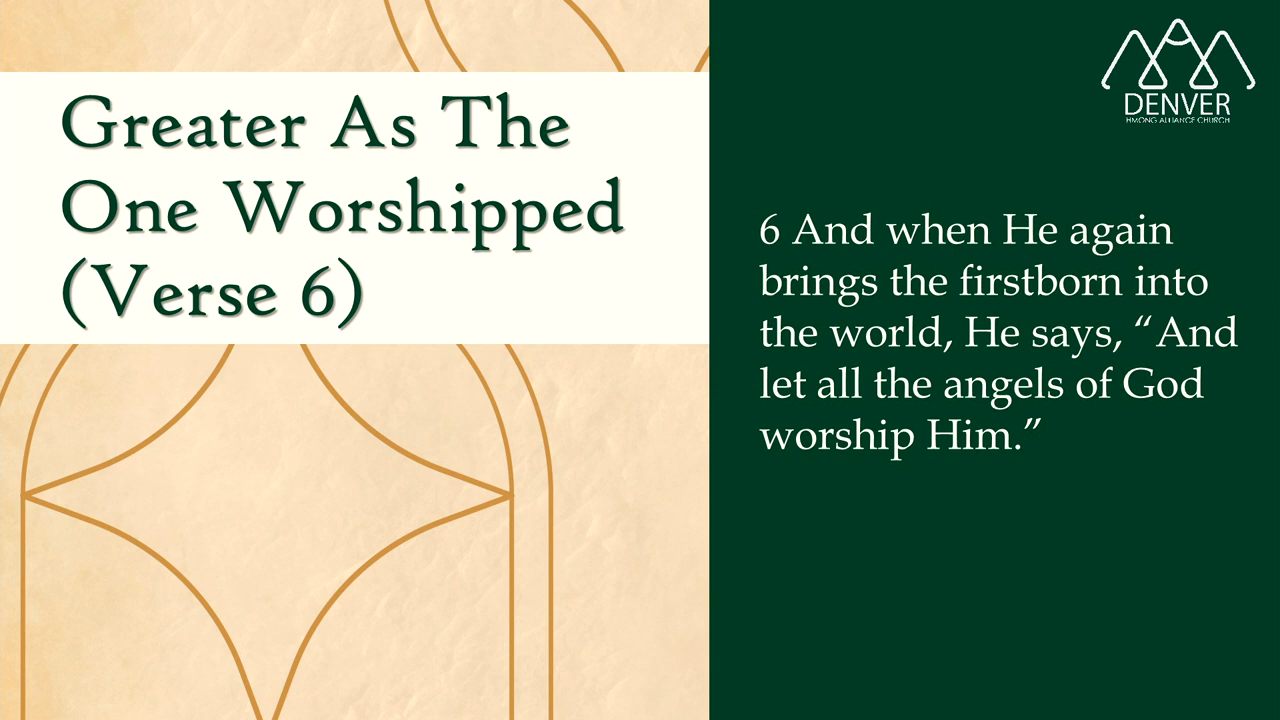 Greater As The
One Worshipped
(Verse 6)
DENVER
HMONG ALLIANCE CHURCH
6 And when He again
brings the firstborn into
the world, He says, “And
let all the angels of God
worship Him.”